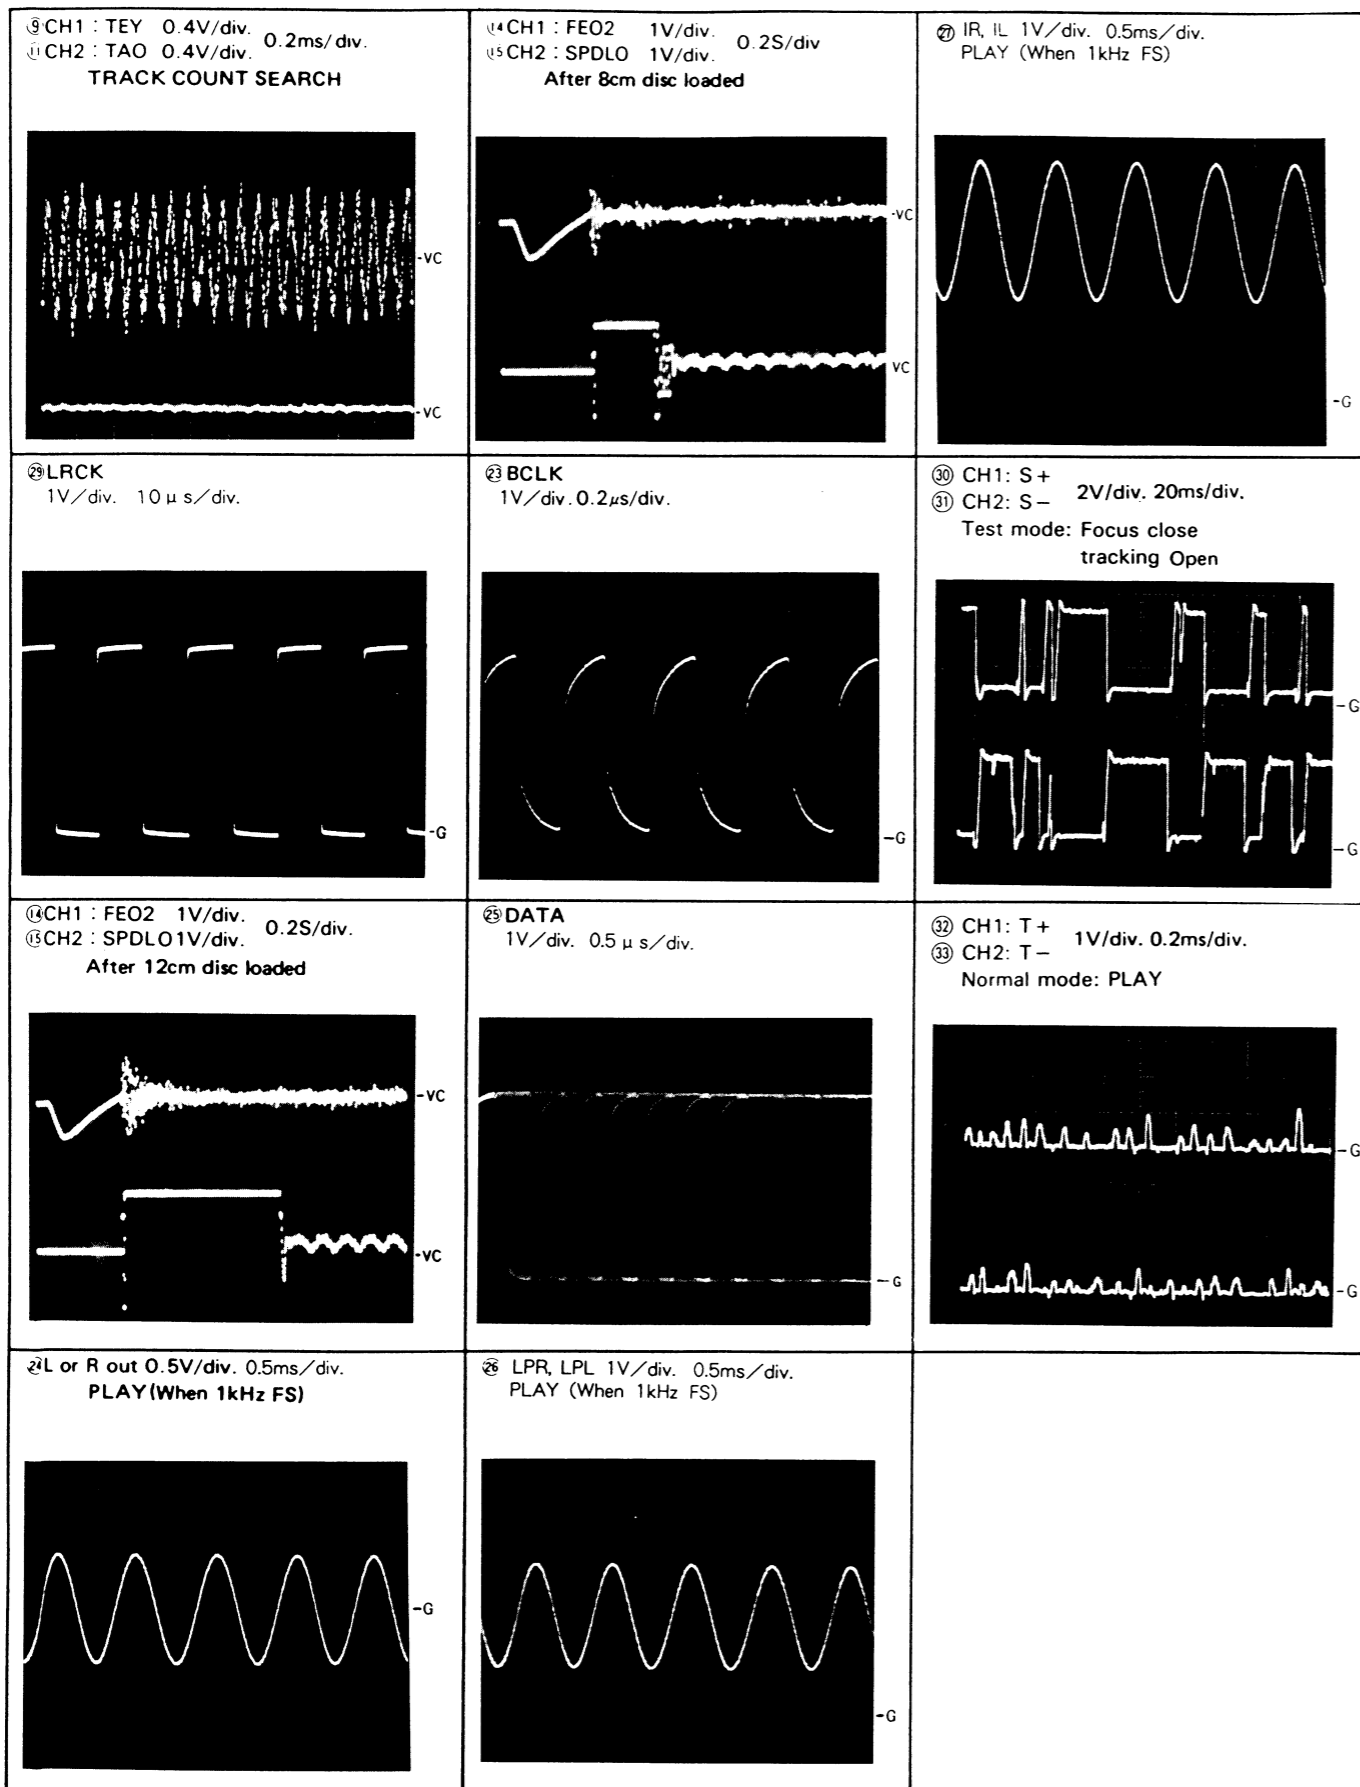 ⑨CH1 : TEY 0.4V/div. 0.2ms/div.
⑪CH2 : TAO 0.4V/div.
TRACK COUNT SEARCH
-VC
-VC
⑭CH1 : FEO2 1V/div. 0.2S/div
⑮CH2 : SPDLO 1V/div.
After 8cm disc loaded
-VC
VC
㉗ IR, IL 1V/div. 0.5ms/div.
PLAY (When 1kHz FS)
-G
㉙LRCK
1V/div. 10μs/div.
-G
㉓BCLK
1V/div. 0.2μs/div.
-G
㉚ CH1: S+ 2V/div. 20ms/div.
㉛ CH2: S−
Test mode: Focus close
tracking Open
-G
-G
⑭CH1 : FEO2 1V/div. 0.2S/div.
⑮CH2 : SPDLO 1V/div.
After 12cm disc loaded
-VC
-VC
㉕DATA
1V/div. 0.5μs/div.
-G
㉜ CH1: T+ 1V/div. 0.2ms/div.
㉝ CH2: T−
Normal mode: PLAY
-G
-G
㉔L or R out 0.5V/div. 0.5ms/div.
PLAY(When 1kHz FS)
-G
㉖ LPR, LPL 1V/div. 0.5ms/div.
PLAY (When 1kHz FS)
-G